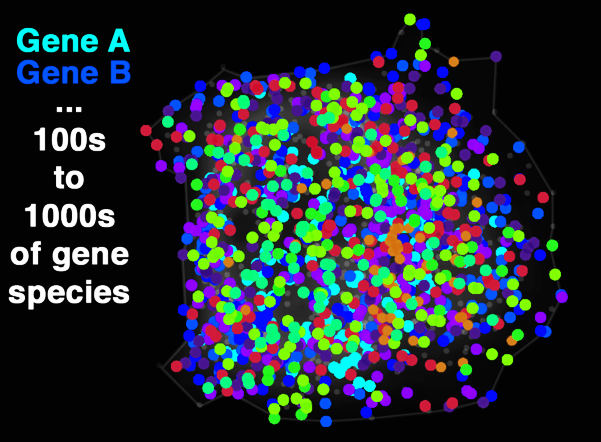 Gene A
Gene B
...
100s
to
1000s
of gene
species